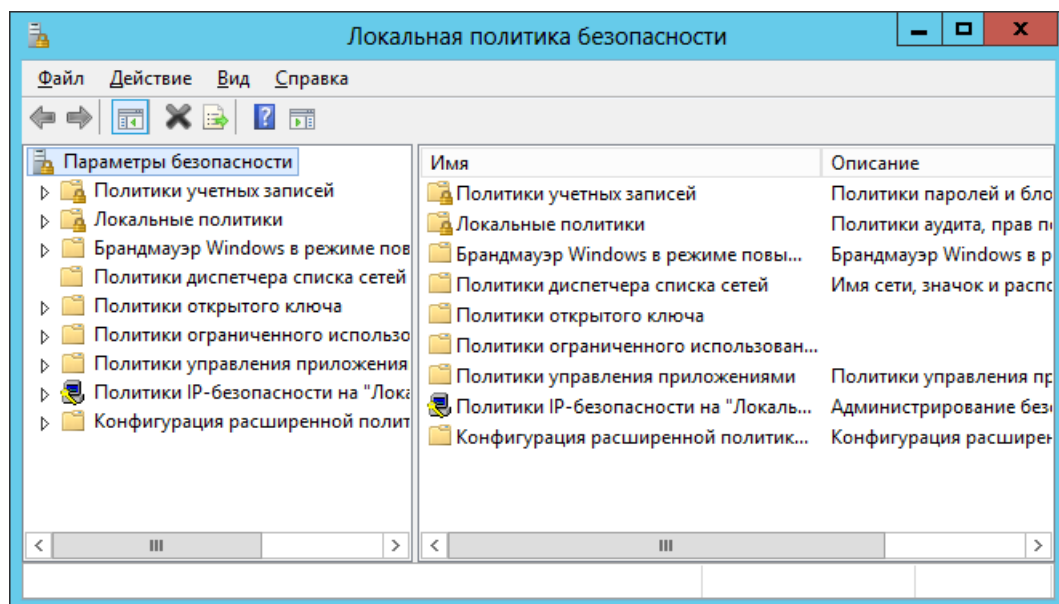 Локальная политика безопасности
Файл Действие Вид Справка
Параметры безопасности
Политики учетных записей
Локальные политики
Брандмауэр Windows в режиме пов
Политики диспетчера списка сетей
Политики открытого ключа
Политики ограниченного использо
Политики управления приложения
Политики IP-безопасности на "Лока
Конфигурация расширенной полит
Имя Описание
Политики учетных записей Политики паролей и бло
Локальные политики Политики аудита, прав п
Брандмауэр Windows в режиме повы... Брандмауэр Windows в р
Политики диспетчера списка сетей Имя сети, значок и распо
Политики открытого ключа
Политики ограниченного использован...
Политики управления приложениями Политики управления пр
Политики IP-безопасности на "Локаль... Администрирование безо
Конфигурация расширенной политик... Конфигурация расширен